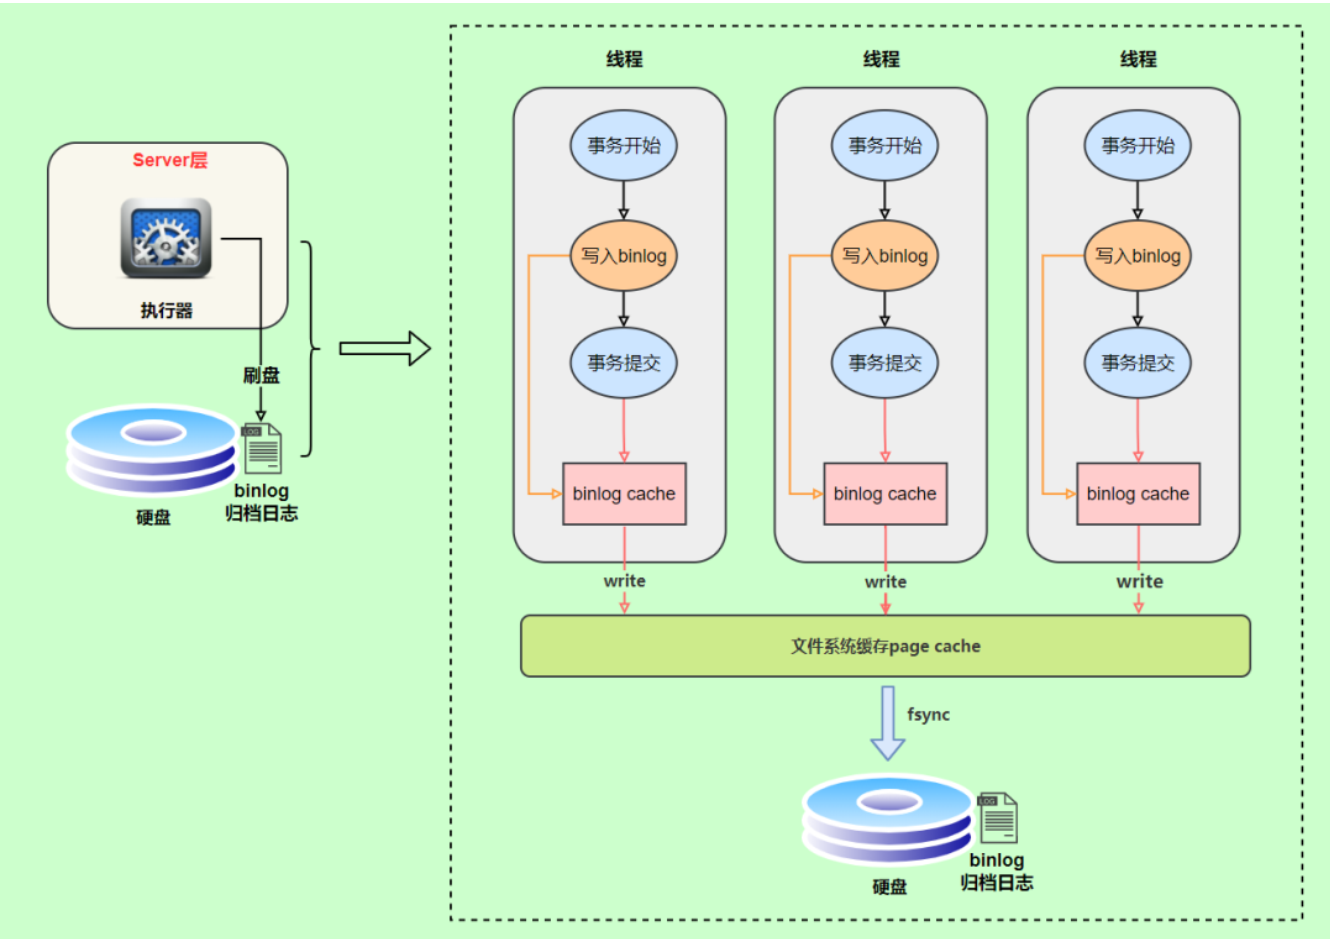 Server层
执行器
刷盘
LOG
binlog
归档日志
硬盘
线程
线程
线程
事务开始
事务开始
事务开始
写入binlog
写入binlog
写入binlog
事务提交
事务提交
事务提交
binlog cache
binlog cache
binlog cache
write
write
write
文件系统缓存page cache
fsync
LOG
binlog
归档日志
硬盘